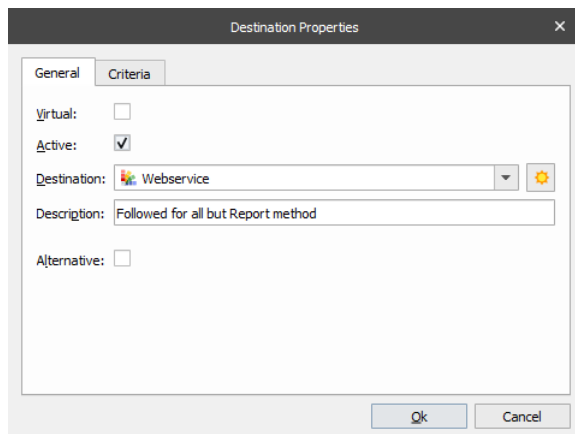 Destination Properties
General Criteria
Virtual:
Active:
Destination: Webservice
Description: Followed for all but Report method
Alternative:
Ok Cancel